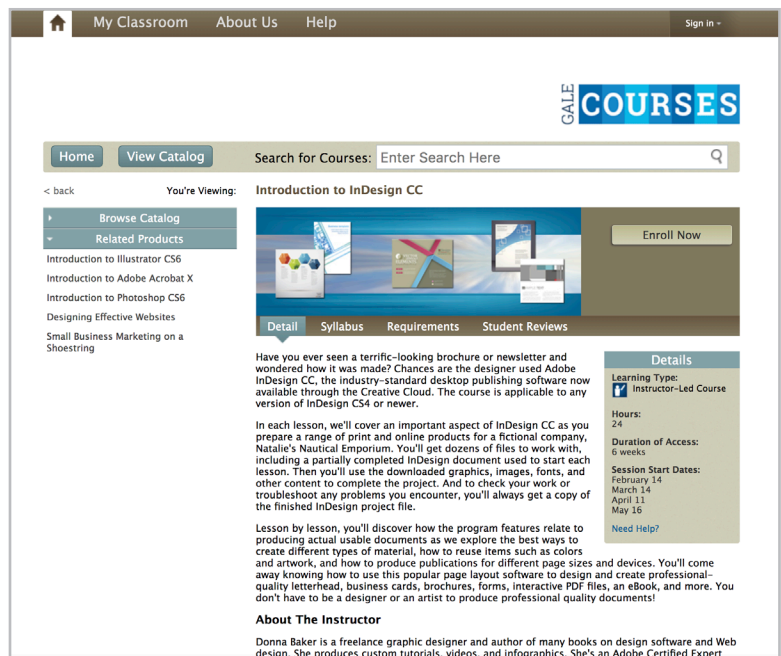 My Classroom About Us Help Sign in
GALE COURSES
Home View Catalog Search for Courses: Enter Search Here
< back You're Viewing: Introduction to InDesign CC
Browse Catalog
Related Products
Introduction to Illustrator CS6
Introduction to Adobe Acrobat X
Introduction to Photoshop CS6
Designing Effective Websites
Small Business Marketing on a
Shoestring
Enroll Now
Detail Syllabus Requirements Student Reviews
Have you ever seen a terrific-looking brochure or newsletter and
wondered how it was made? Chances are the designer used Adobe
InDesign CC, the industry-standard desktop publishing software now
available through the Creative Cloud. The course is applicable to any
version of InDesign CS4 or newer.
In each lesson, we'll cover an important aspect of InDesign CC as you
prepare a range of print and online products for a fictional company,
Natalie's Nautical Emporium. You'll get dozens of files to work with,
including a partially completed InDesign document used to start each
lesson. Then you'll use the downloaded graphics, images, fonts, and
other content to complete the project. And to check your work or
troubleshoot any problems you encounter, you'll always get a copy of
the finished InDesign project file.
Lesson by lesson, you'll discover how the program features relate to
producing actual usable documents as we explore the best ways to
create different types of material, how to reuse items such as colors
and artwork, and how to produce publications for different page sizes and devices. You'll come
away knowing how to use this popular page layout software to design and create professional-
quality letterhead, business cards, brochures, forms, interactive PDF files, an eBook, and more. You
don't have to be a designer or an artist to produce professional quality documents!
Details
Learning Type:
Instructor-Led Course
Hours:
24
Duration of Access:
6 weeks
Session Start Dates:
February 14
March 14
April 11
May 16
Need Help?
About The Instructor
Donna Baker is a freelance graphic designer and author of many books on design software and Web
design. She produces custom tutorials, videos, and infographics. She's an Adobe Certified Expert